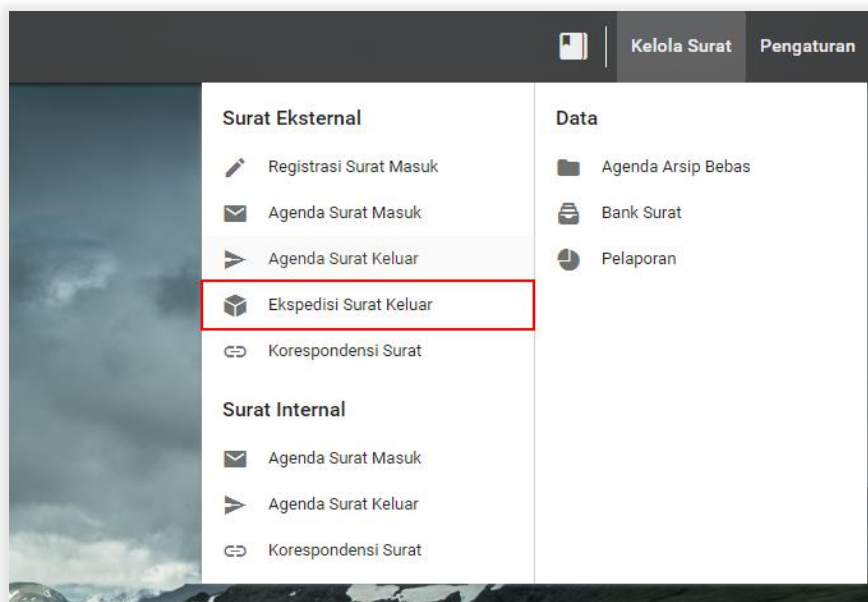 Kelola Surat
Pengaturan
Surat Eksternal
Registrasi Surat Masuk
Agenda Surat Masuk
Agenda Surat Keluar
Ekspedisi Surat Keluar
Korespondensi Surat
Surat Internal
Agenda Surat Masuk
Agenda Surat Keluar
Korespondensi Surat
Data
Agenda Arsip Bebas
Bank Surat
Pelaporan